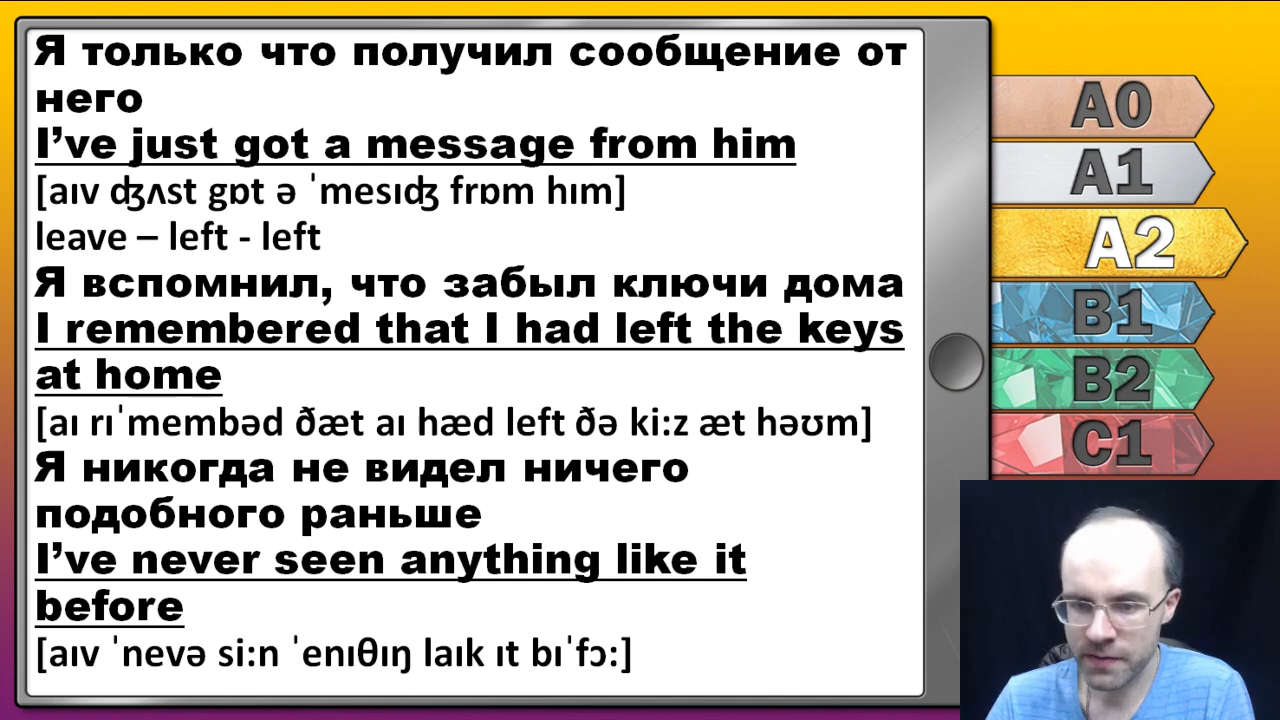 Я только что получил сообщение от
него
I’ve just got a message from him
[aɪv ʤʌst gɒt ə ˈmesɪʤ frɒm hɪm]
leave – left - left
Я вспомнил, что забыл ключи дома
I remembered that I had left the keys
at home
[aɪ rɪˈmembəd ðæt aɪ hæd left ðə ki:z æt həʊm]
Я никогда не видел ничего
подобного раньше
I’ve never seen anything like it
before
[aɪv ˈnevə si:n ˈenɪθɪŋ laɪk ɪt bɪˈfɔ:]
A0
A1
A2
B1
B2
C1